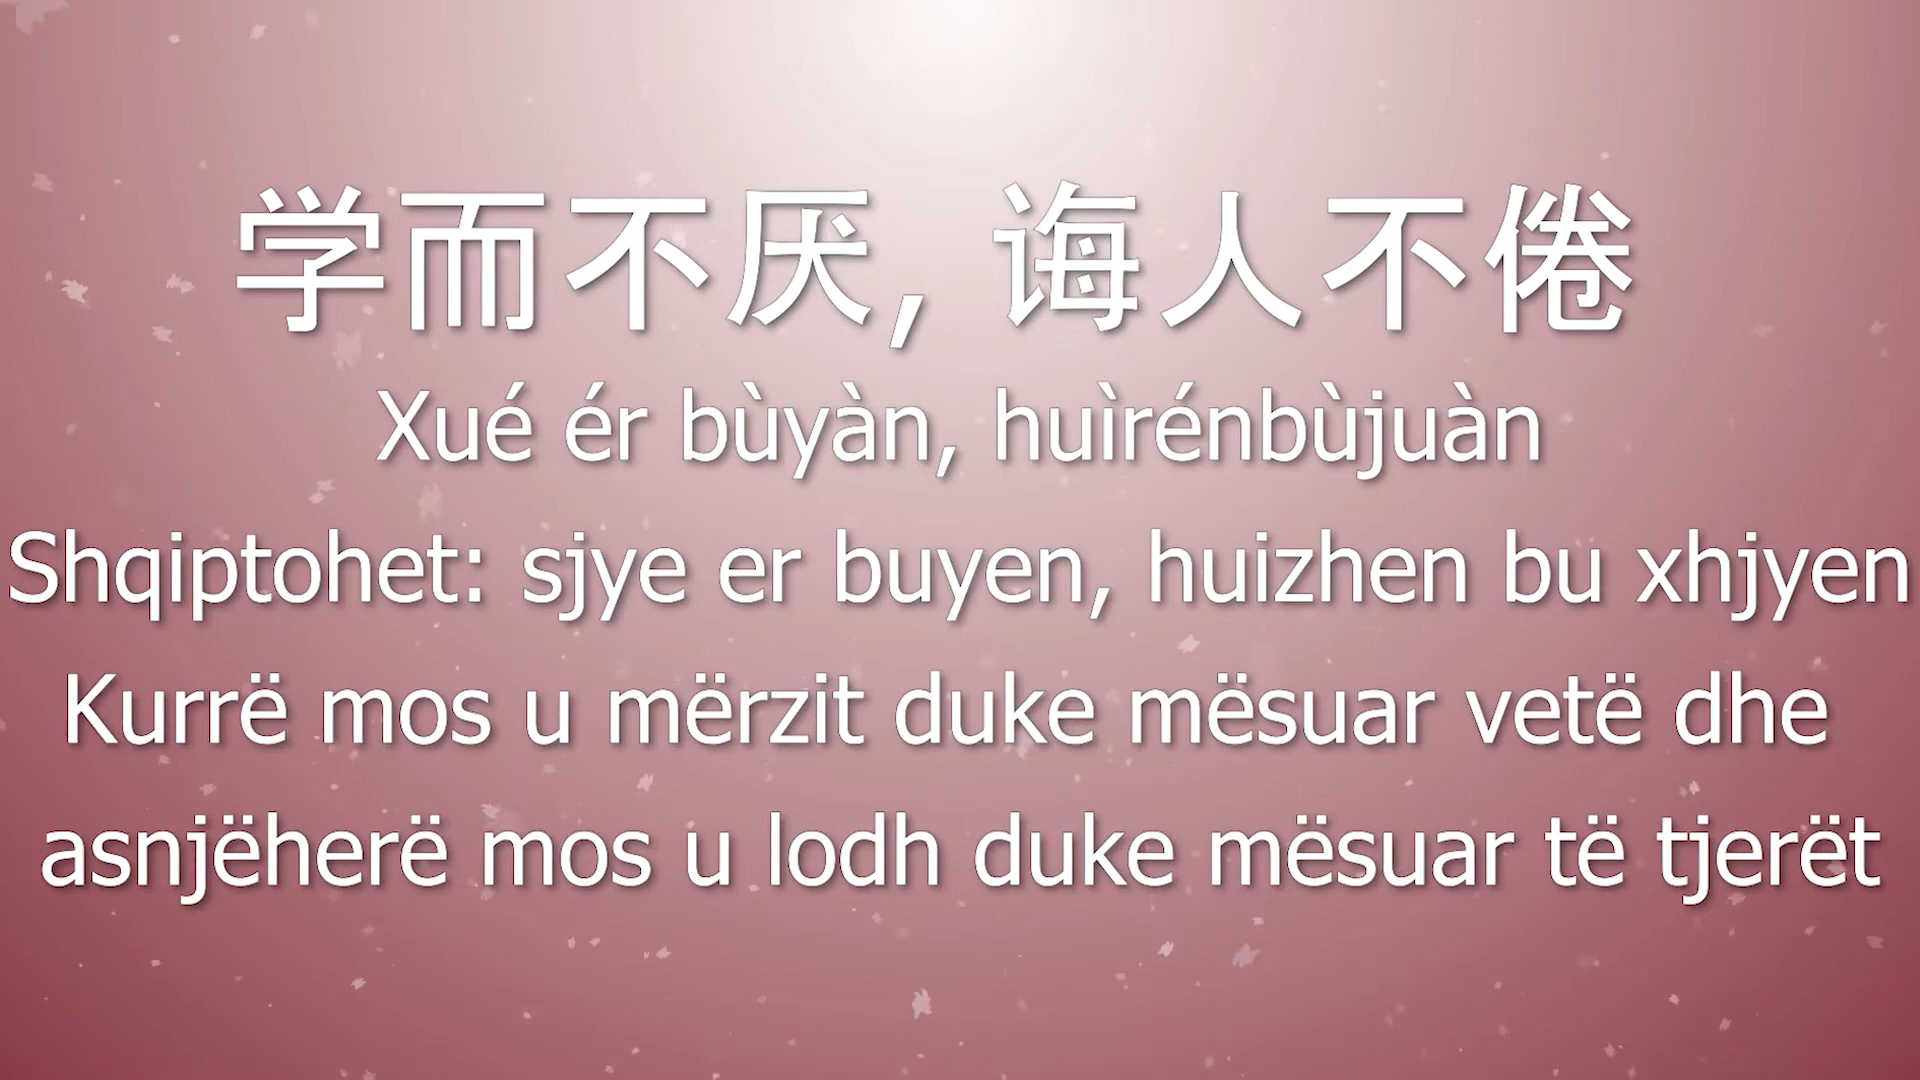 学而不厌, 诲人不倦
Xué ér bùyàn, huìrénbùjuàn
Shqiptohet: sjye er buyen, huizhen bu xhjyen
Kurrë mos u mërzit duke mësuar vetë dhe
asnjëherë mos u lodh duke mësuar të tjerët